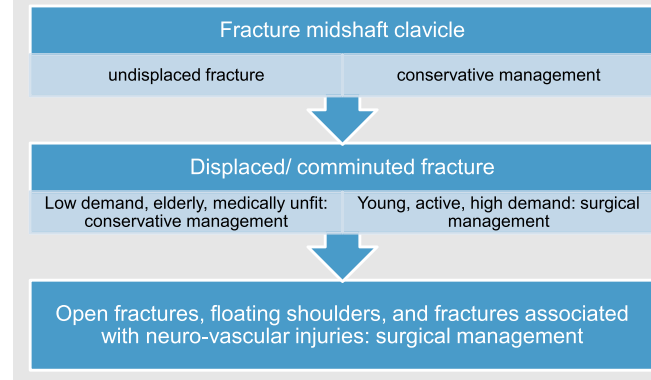 Fracture midshaft clavicle
undisplaced fracture
conservative management
Displaced/ comminuted fracture
Low demand, elderly, medically unfit:
conservative management
Young, active, high demand: surgical
management
Open fractures, floating shoulders, and fractures associated
with neuro-vascular injuries: surgical management